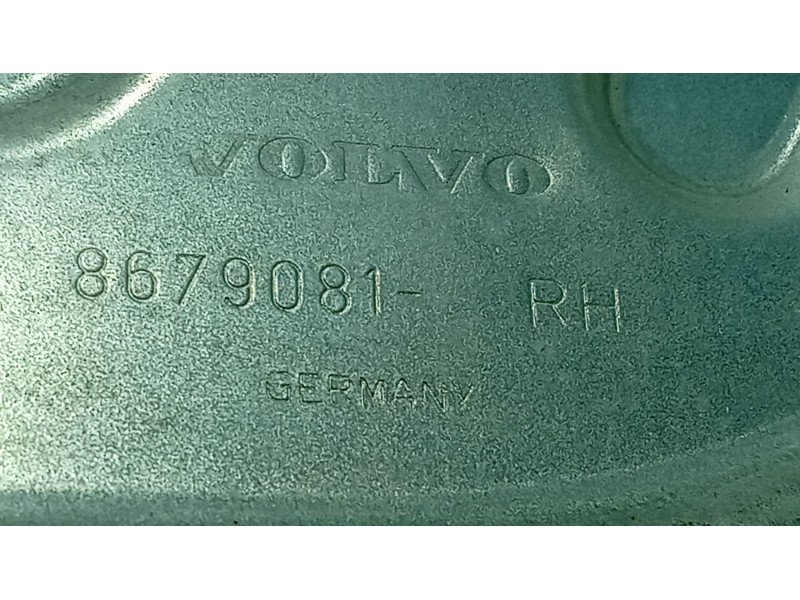 VOLVO
8679081- RH
GERMANY